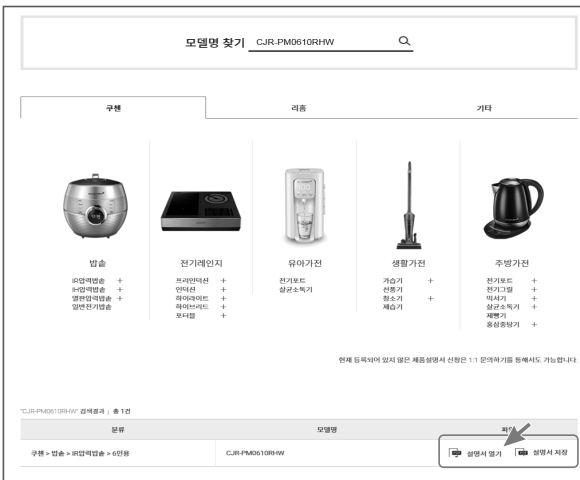 모델명 찾기 CJR-PM0610RHW
쿠첸 리홈 기타
밥솥
IR압력밥솥 +
IH압력밥솥 +
열판압력밥솥 +
일반전기밥솥
전기레인지
프리인덕션 +
인덕션 +
하이라이트 +
하이브리드 +
포터블 +
유아가전
전기포트
살균소독기
생활가전
가습기 +
선풍기
청소기 +
제습기
주방가전
전기포트 +
전기그릴 +
믹서기 +
살균소독기 +
제빵기
홍삼중탕기 +
현재 등록되어 있지 않은 제품설명서 신청은 1:1 문의하기를 통해서도 가능합니다.
"CJR-PM0610RHW" 검색결과 | 총 1건
분류 모델명 파일
쿠첸 > 밥솥 > IR압력밥솥 > 6인용 CJR-PM0610RHW 설명서 열기 설명서 저장